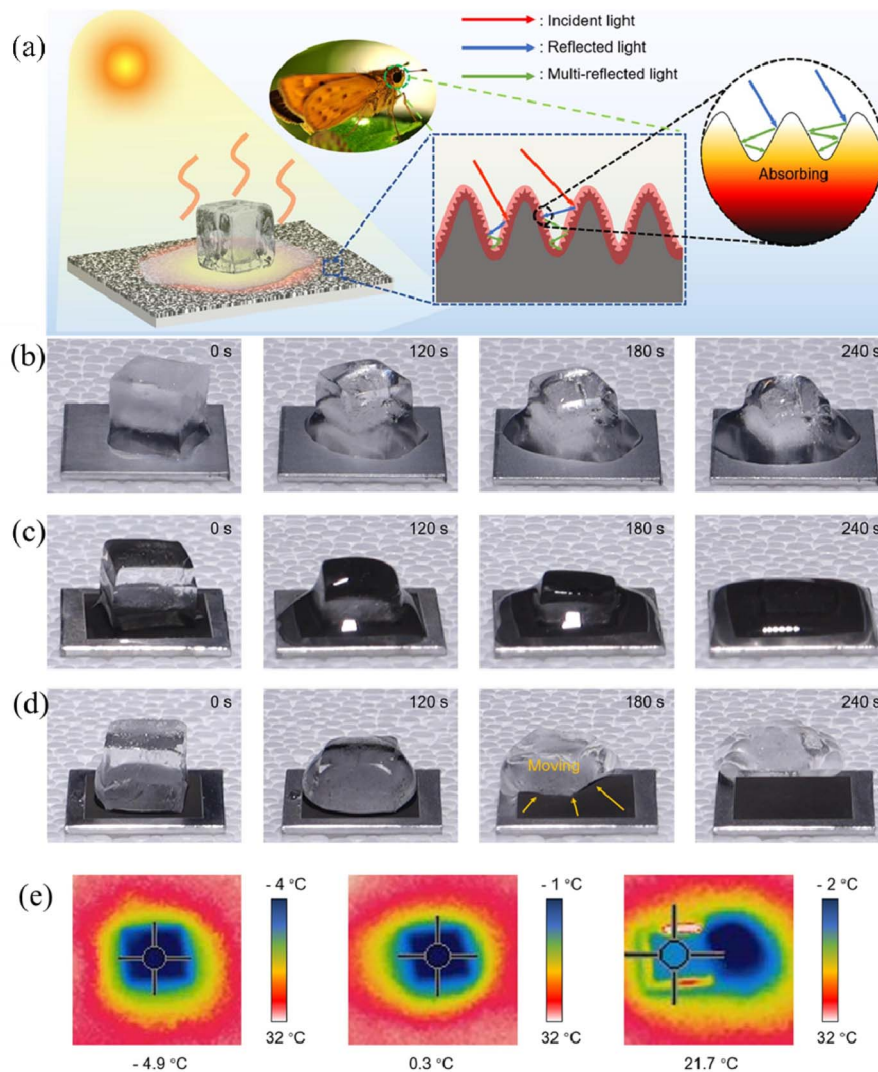 (a)
: Incident light
: Reflected light
: Multi-reflected light
Absorbing
(b)
0 s
120 s
180 s
240 s
(c)
0 s
120 s
180 s
240 s
(d)
0 s
120 s
180 s
240 s
Moving
(e)
- 4 °C
32 °C
- 4.9 °C
- 1 °C
32 °C
0.3 °C
- 2 °C
32 °C
21.7 °C